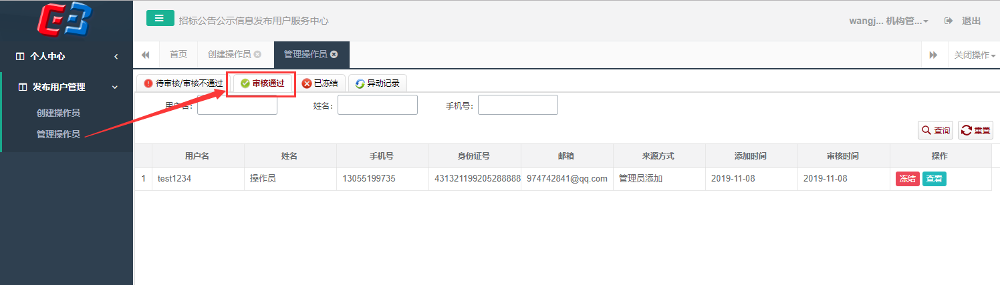 招标公告公示信息发布用户服务中心
wangj... 机构管...
退出
个人中心
发布用户管理
创建操作员
管理操作员
首页
创建操作员
管理操作员
关闭操作
待审核/审核不通过
审核通过
已冻结
异动记录
用户名:
姓名:
手机号:
查询
重置
用户名 姓名 手机号 身份证号 邮箱 来源方式 添加时间 审核时间 操作
1 test1234 操作员 13055199735 431321199205288888 974742841@qq.com 管理员添加 2019-11-08 2019-11-08 冻结 查看